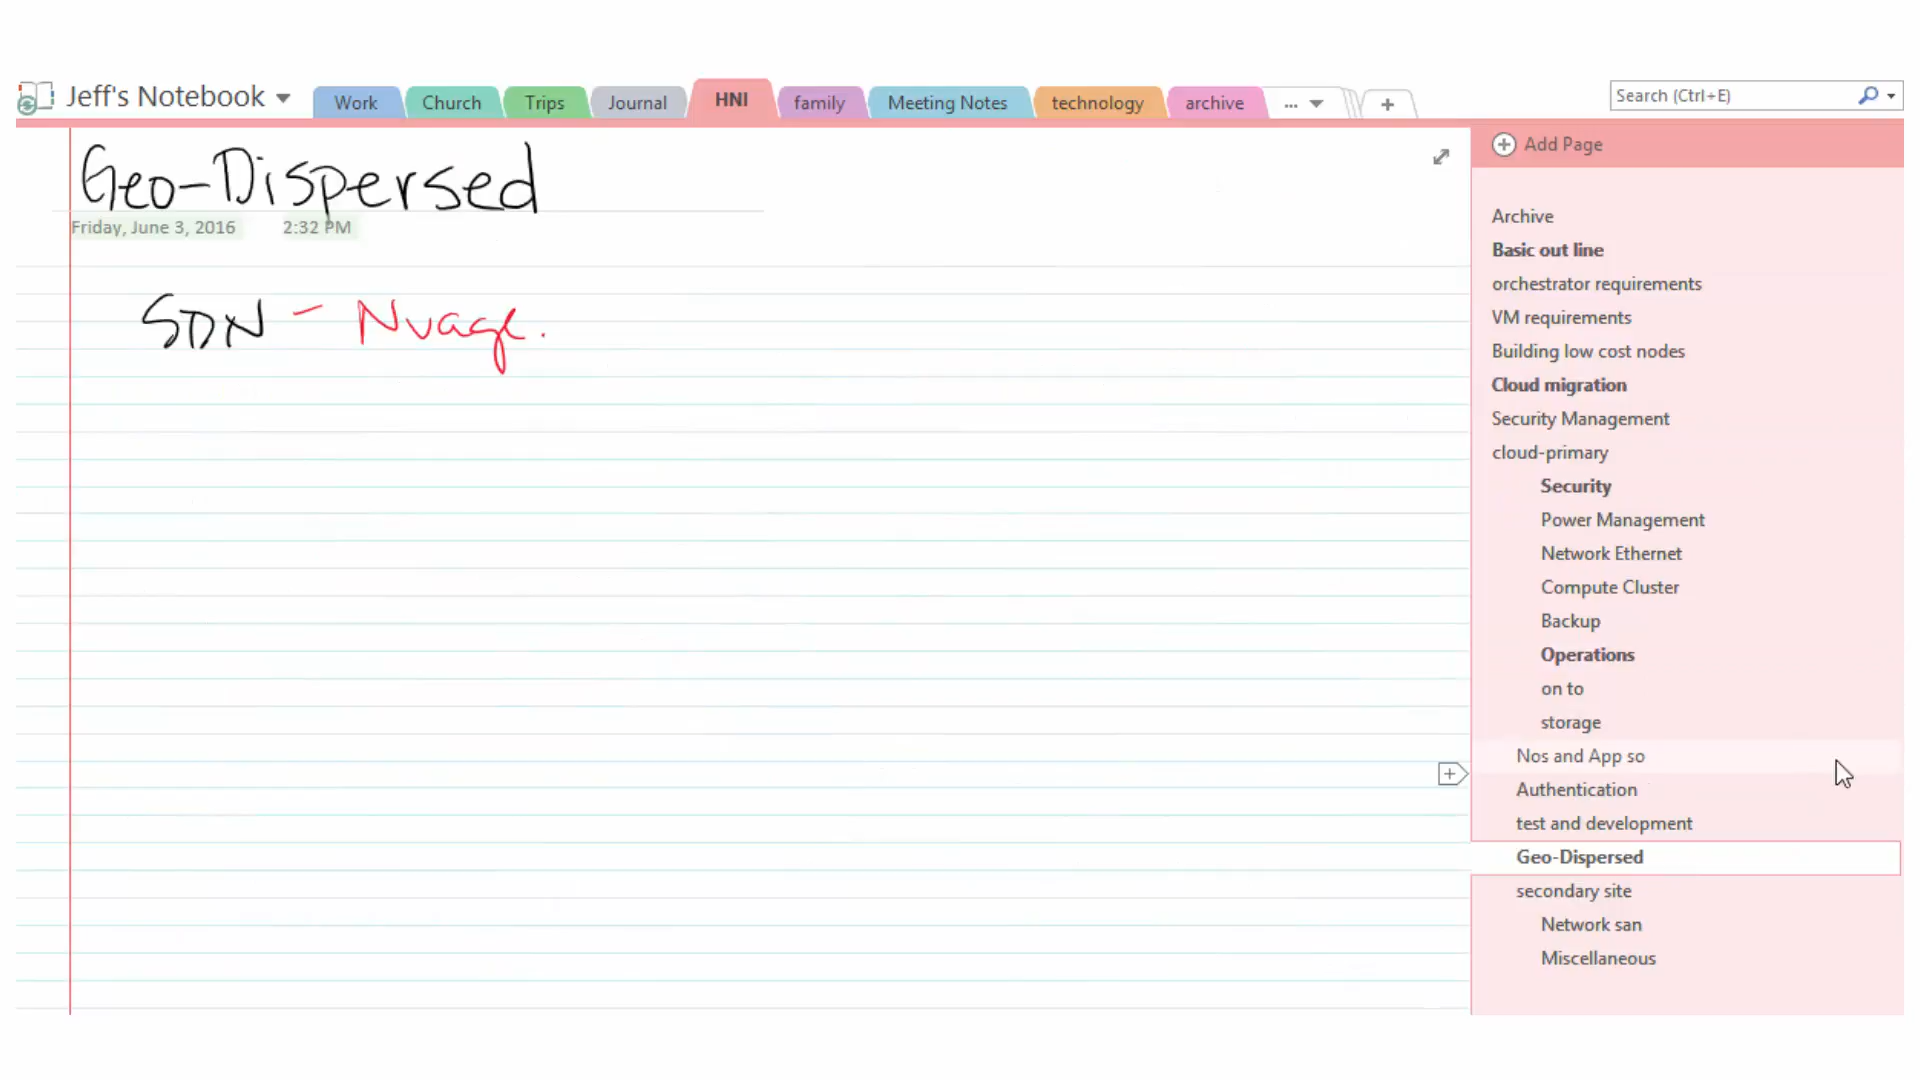 Jeff's Notebook Work Church Trips Journal HNI family Meeting Notes technology archive ... + Search (Ctrl+E)
Add Page
Geo-Dispersed
Friday, June 3, 2016 2:32 PM
SDN - Nuage.
Archive
Basic out line
orchestrator requirements
VM requirements
Building low cost nodes
Cloud migration
Security Management
cloud-primary
Security
Power Management
Network Ethernet
Compute Cluster
Backup
Operations
on to
storage
Nos and App so
Authentication
test and development
Geo-Dispersed
secondary site
Network san
Miscellaneous